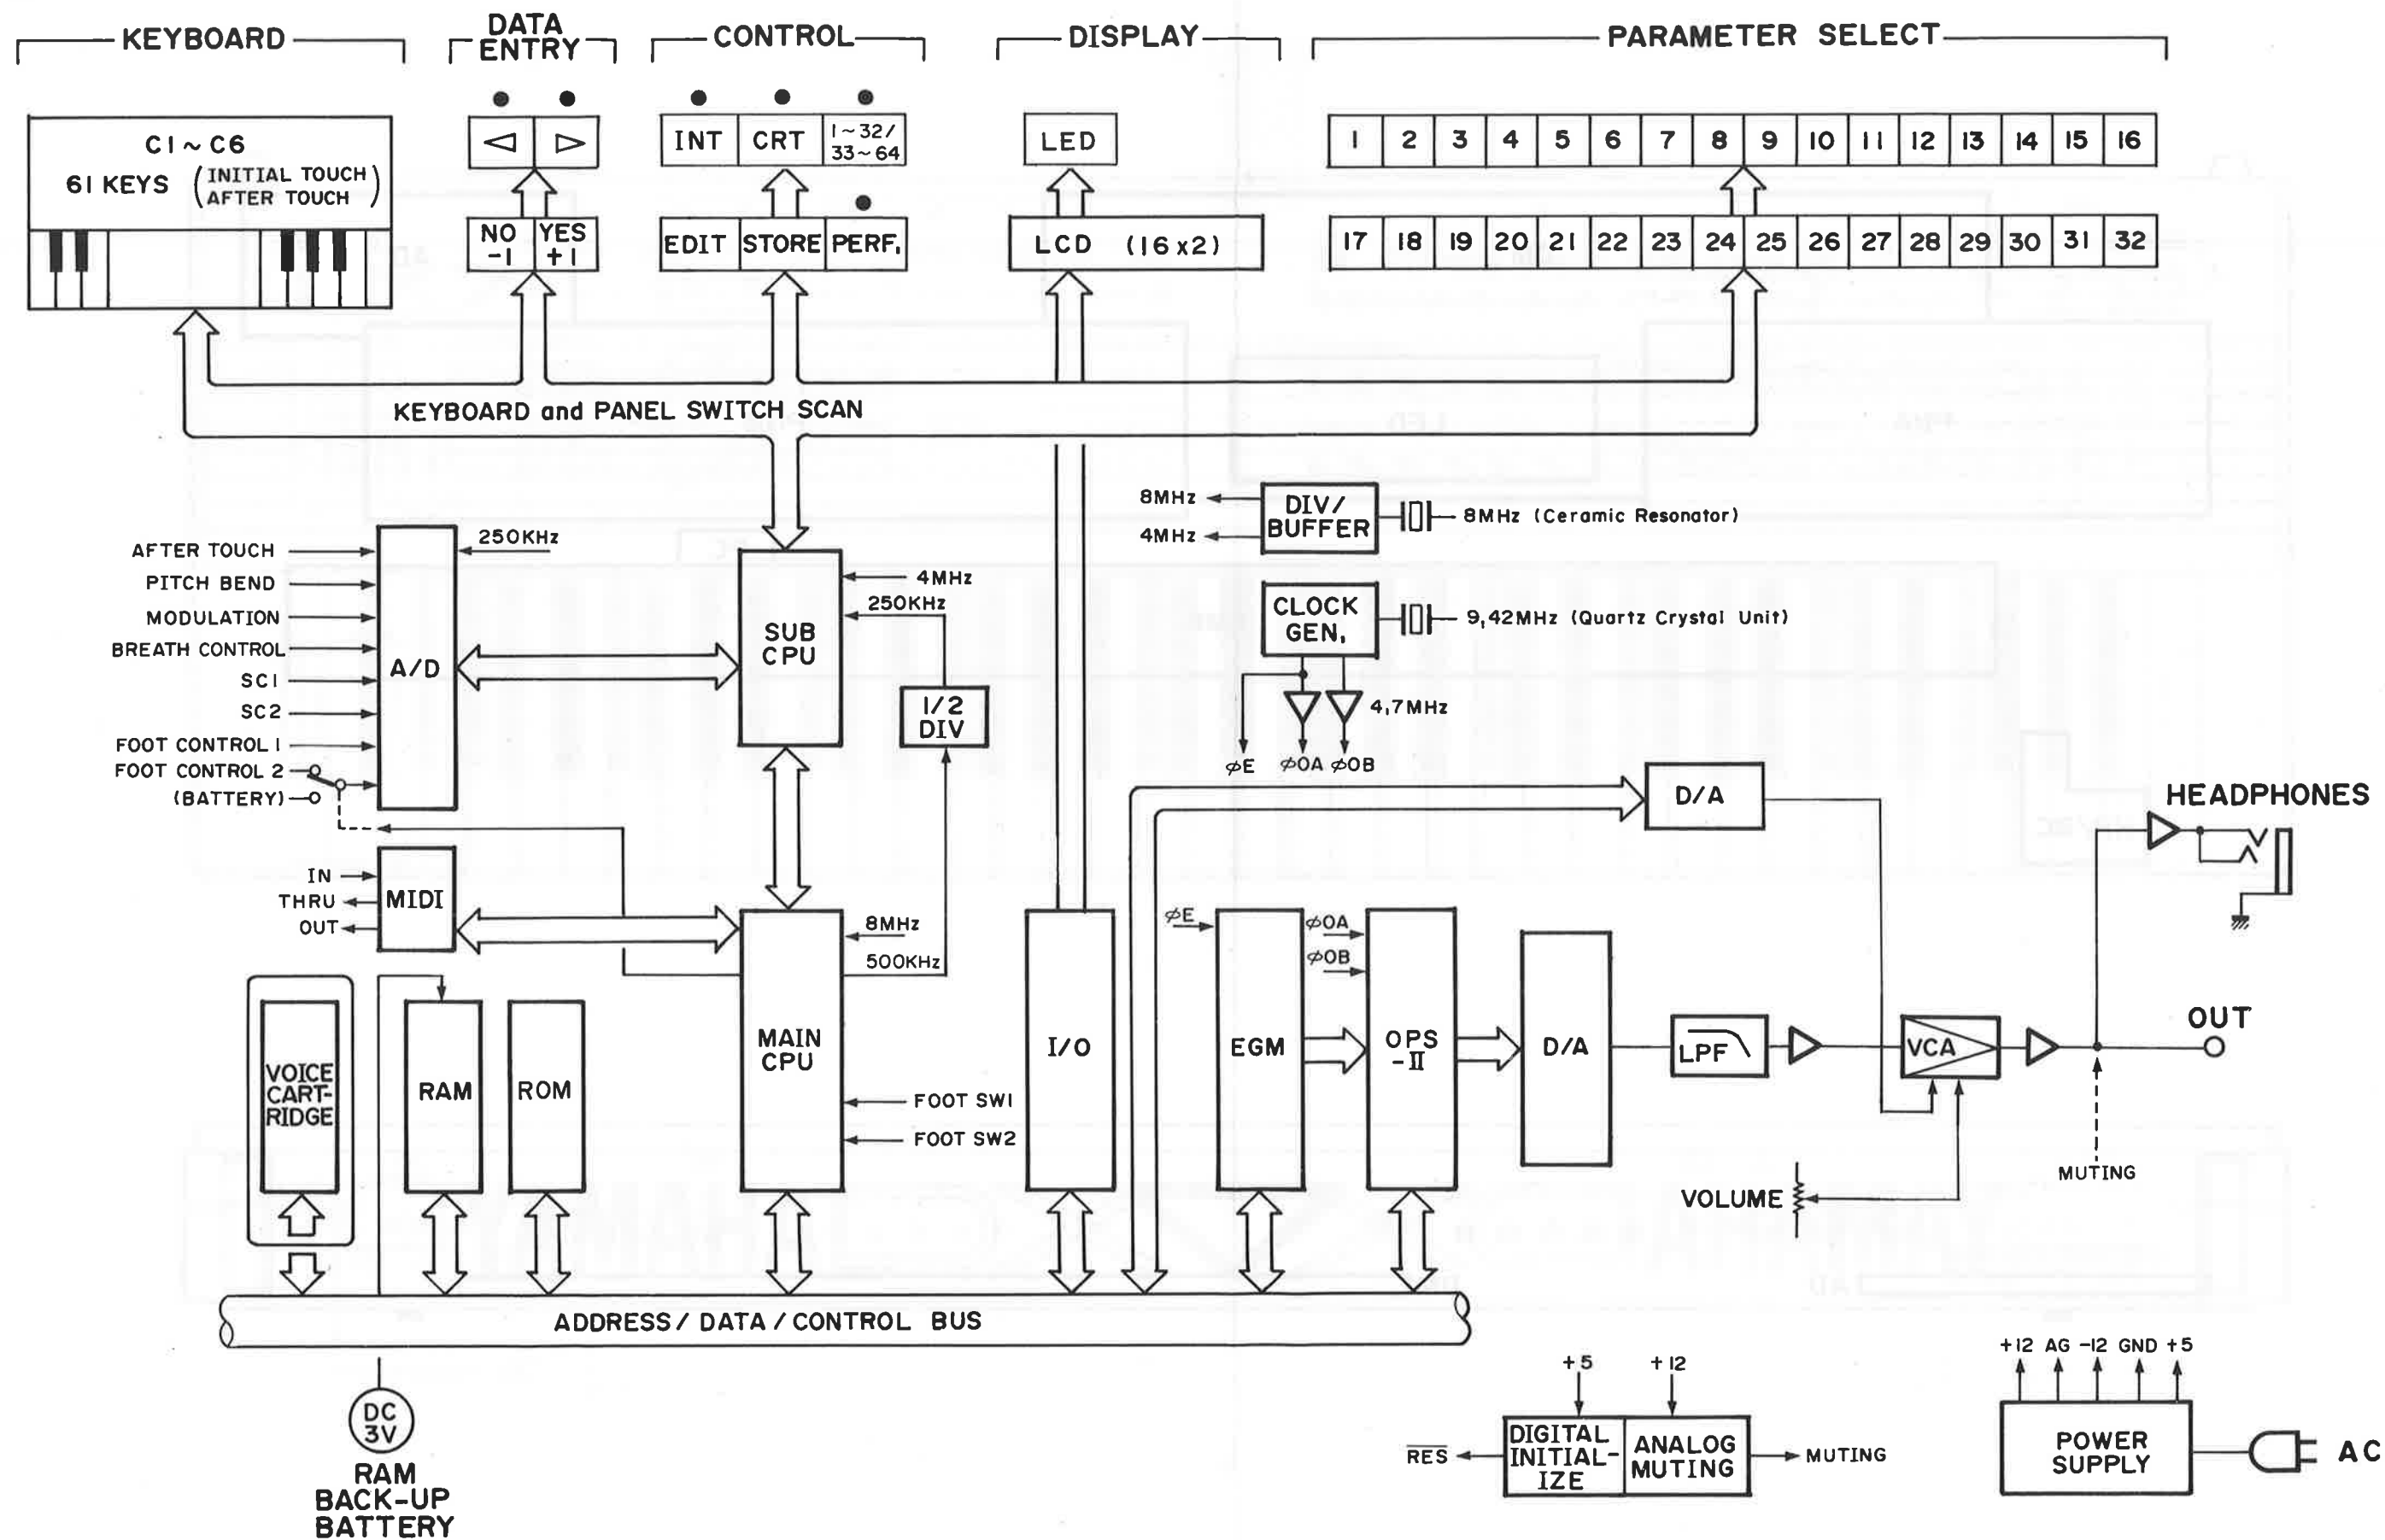 KEYBOARD
DATA
ENTRY
CONTROL
DISPLAY
PARAMETER SELECT
C1~C6
61 KEYS (INITIAL TOUCH
AFTER TOUCH)
INT CRT 1~32/
33~64
LED
1 2 3 4 5 6 7 8 9 10 11 12 13 14 15 16
NO
-1
YES
+1
EDIT STORE PERF.
LCD (16x2)
17 18 19 20 21 22 23 24 25 26 27 28 29 30 31 32
KEYBOARD and PANEL SWITCH SCAN
8MHz
4MHz
DIV/
BUFFER
8MHz (Ceramic Resonator)
AFTER TOUCH
PITCH BEND
MODULATION
BREATH CONTROL
SC1
SC2
FOOT CONTROL 1
FOOT CONTROL 2
(BATTERY)
A/D
250KHz
SUB
CPU
4MHz
250KHz
1/2
DIV
CLOCK
GEN.
9,42MHz (Quartz Crystal Unit)
4,7MHz
φE φOA φOB
D/A
HEADPHONES
IN
THRU
OUT
MIDI
8MHz
500KHz
MAIN
CPU
FOOT SW1
FOOT SW2
VOICE
CART-
RIDGE
RAM
ROM
I/O
φE
EGM
φOA
φOB
OPS
-II
D/A
LPF
VCA
OUT
MUTING
VOLUME
ADDRESS/ DATA / CONTROL BUS
DC
3V
RAM
BACK-UP
BATTERY
+5
+12
RES
DIGITAL
INITIAL-
IZE
ANALOG
MUTING
MUTING
+12 AG -12 GND +5
POWER
SUPPLY
AC